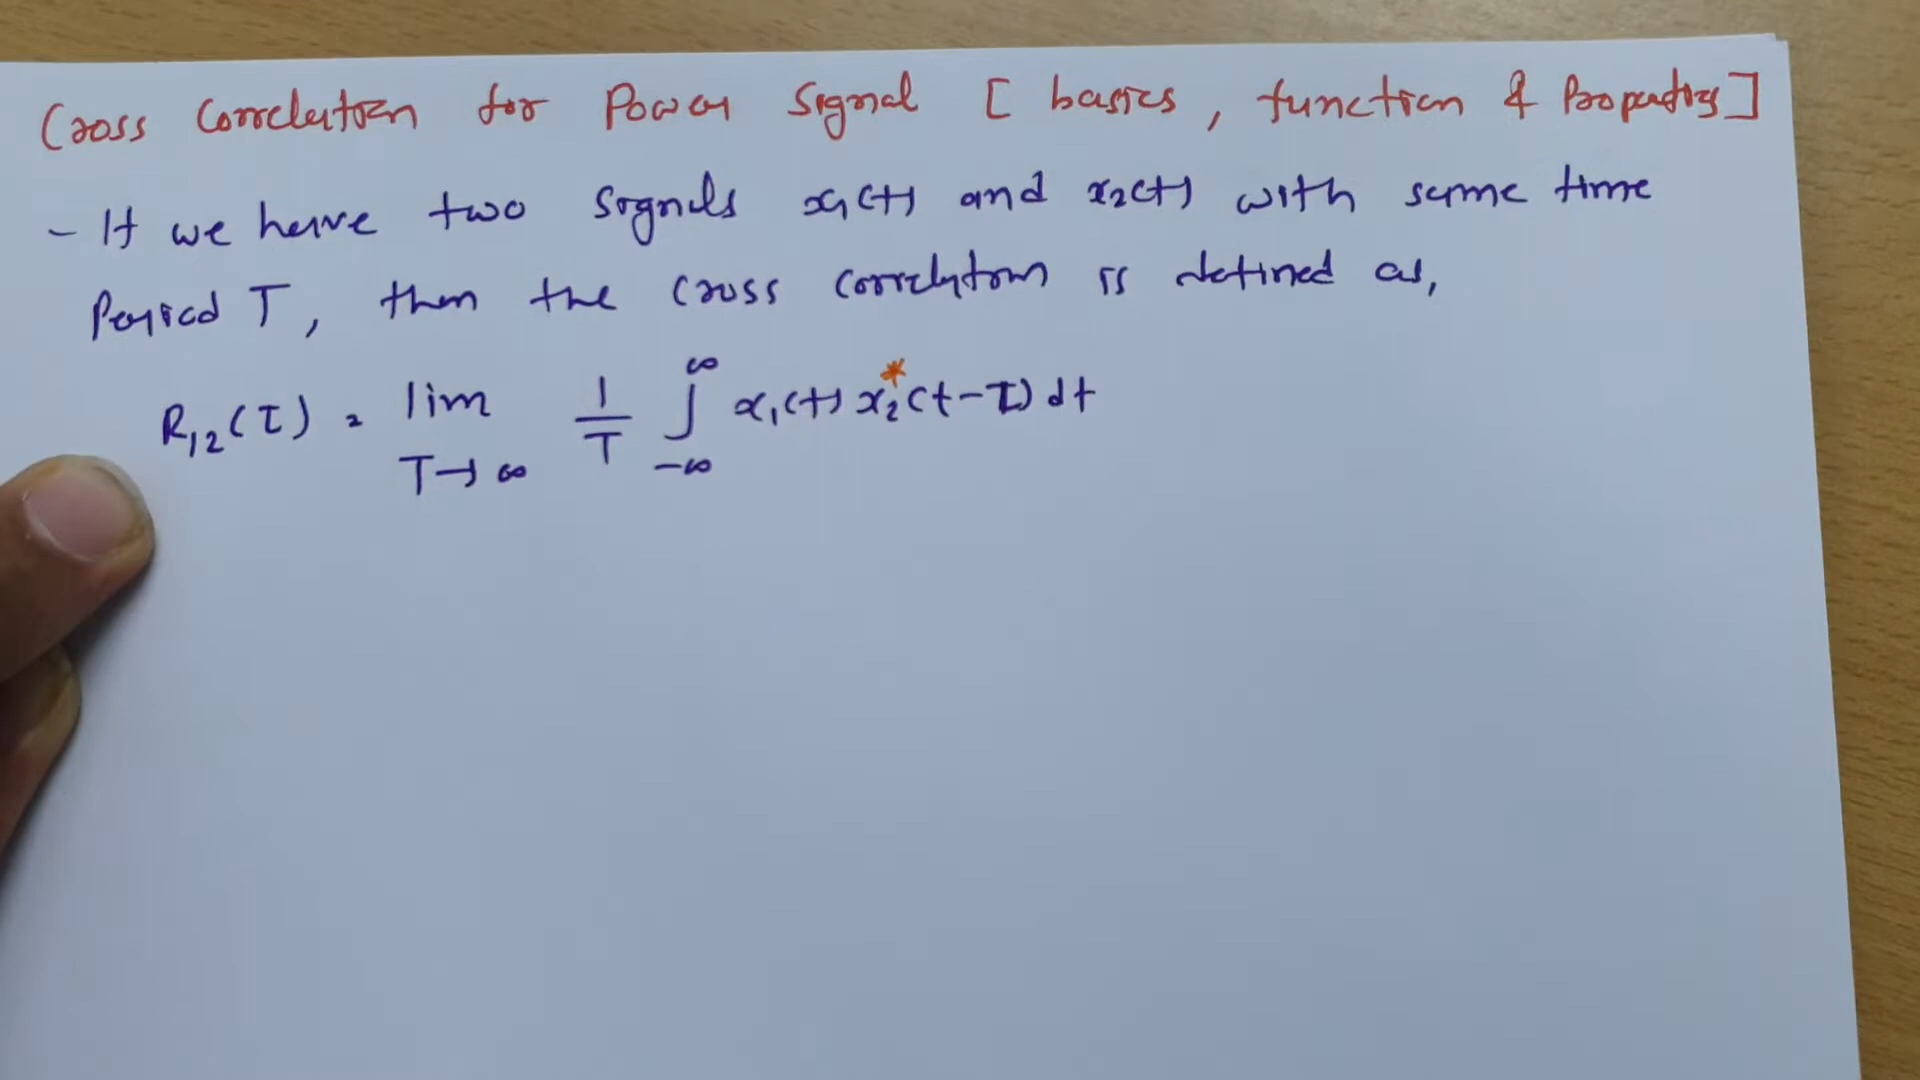 Cross Correlation for Power Signal [ basics , function & Properties ]
- If we have two signals x₁(t) and x₂(t) with same time
Period T , then the cross correlation is defined as,
R₁₂(τ) = lim T→∞ 1/T ∫_{-∞}^{∞} x₁(t) x₂*(t-τ) dt